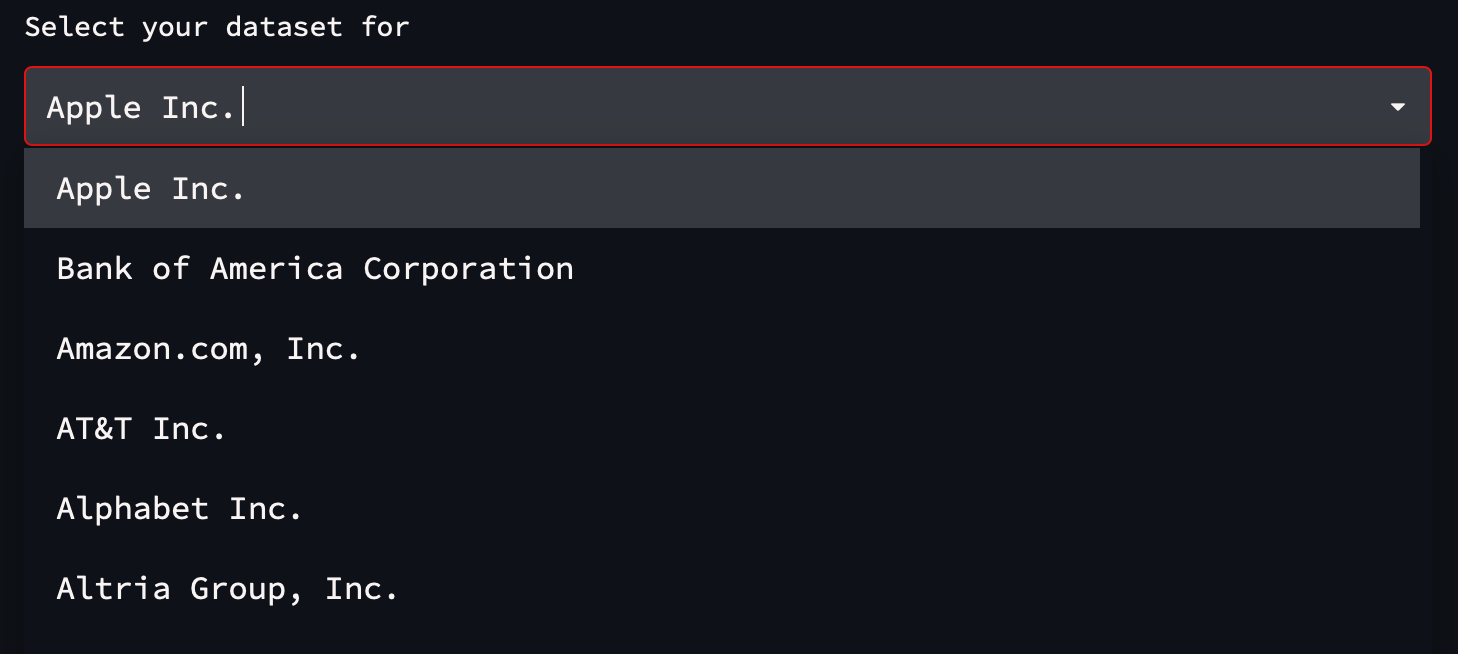 Select your dataset for
Apple Inc.
Apple Inc.
Bank of America Corporation
Amazon.com, Inc.
AT&T Inc.
Alphabet Inc.
Altria Group, Inc.